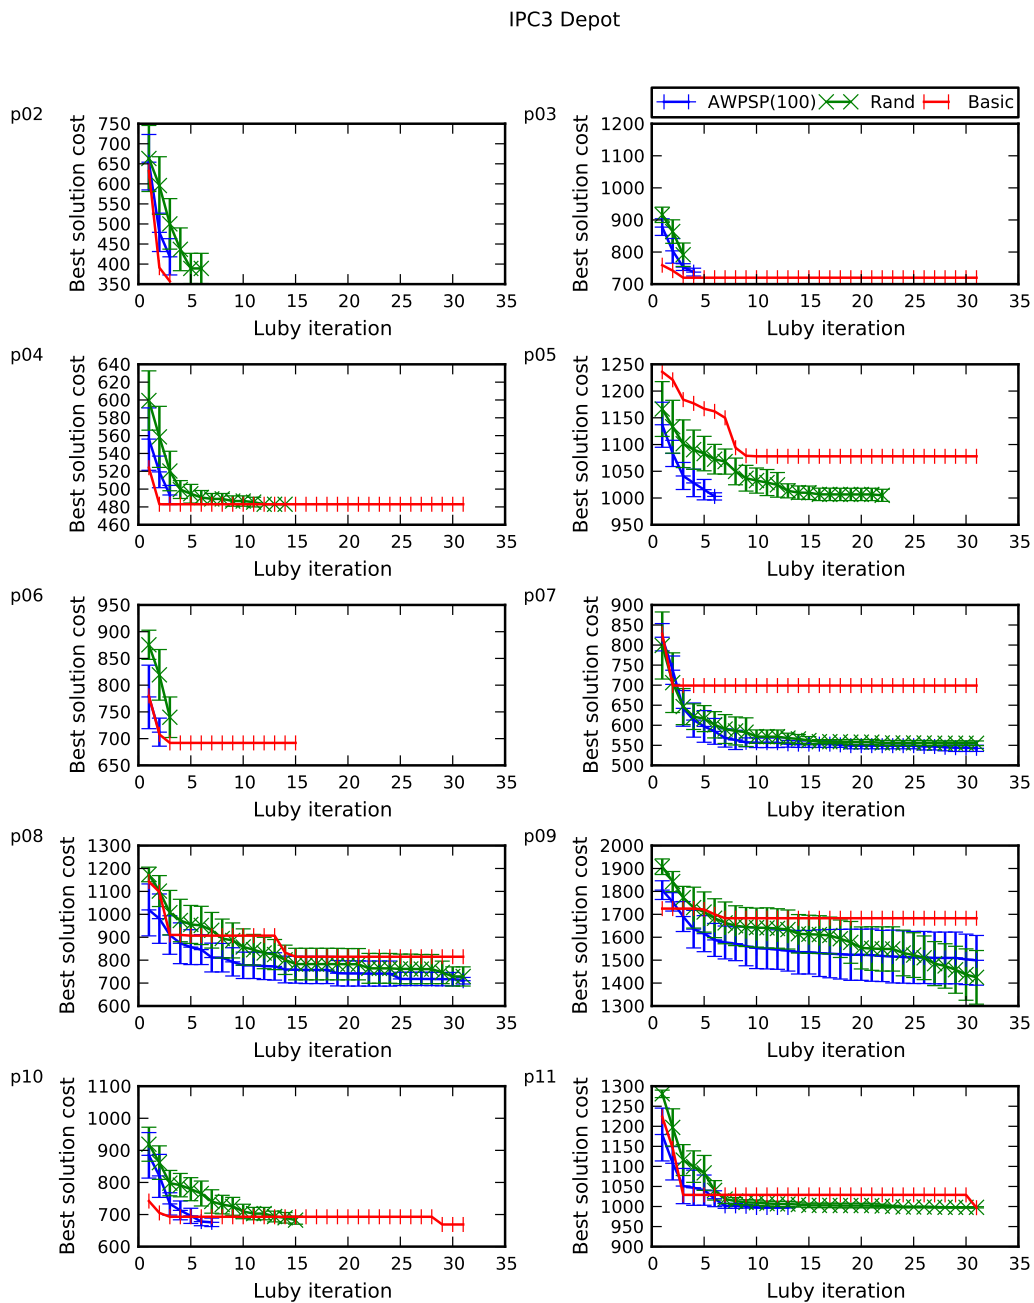 IPC3 Depot
AWPSP(100) Rand Basic
p02
Best solution cost
750
700
650
600
550
500
450
400
350
0 5 10 15 20 25 30 35
Luby iteration
p03
Best solution cost
1200
1100
1000
900
800
700
0 5 10 15 20 25 30 35
Luby iteration
p04
Best solution cost
640
620
600
580
560
540
520
500
480
460
0 5 10 15 20 25 30 35
Luby iteration
p05
Best solution cost
1250
1200
1150
1100
1050
1000
950
0 5 10 15 20 25 30 35
Luby iteration
p06
Best solution cost
950
900
850
800
750
700
650
0 5 10 15 20 25 30 35
Luby iteration
p07
Best solution cost
900
850
800
750
700
650
600
550
500
0 5 10 15 20 25 30 35
Luby iteration
p08
Best solution cost
1300
1200
1100
1000
900
800
700
600
0 5 10 15 20 25 30 35
Luby iteration
p09
Best solution cost
2000
1900
1800
1700
1600
1500
1400
1300
0 5 10 15 20 25 30 35
Luby iteration
p10
Best solution cost
1100
1000
900
800
700
600
0 5 10 15 20 25 30 35
Luby iteration
p11
Best solution cost
1300
1250
1200
1150
1100
1050
1000
950
900
0 5 10 15 20 25 30 35
Luby iteration